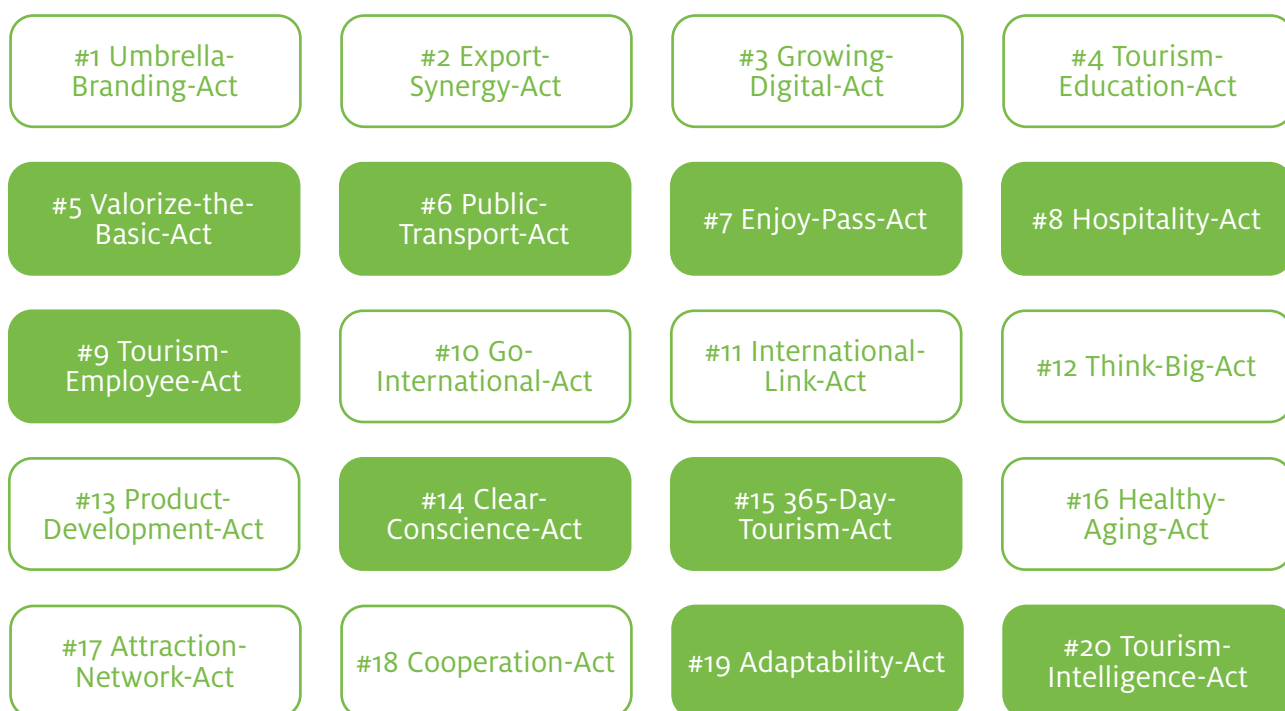 #1 Umbrella-
Branding-Act
#2 Export-
Synergy-Act
#3 Growing-
Digital-Act
#4 Tourism-
Education-Act
#5 Valorize-the-
Basic-Act
#6 Public-
Transport-Act
#7 Enjoy-Pass-Act
#8 Hospitality-Act
#9 Tourism-
Employee-Act
#10 Go-
International-Act
#11 International-
Link-Act
#12 Think-Big-Act
#13 Product-
Development-Act
#14 Clear-
Conscience-Act
#15 365-Day-
Tourism-Act
#16 Healthy-
Aging-Act
#17 Attraction-
Network-Act
#18 Cooperation-Act
#19 Adaptability-Act
#20 Tourism-
Intelligence-Act